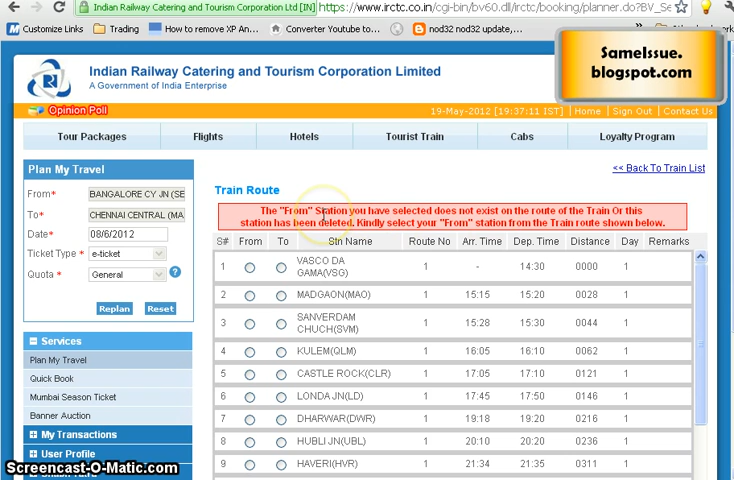 Indian Railway Catering and Tourism Corporation Ltd [IN] https://www.irctc.co.in/cgi-bin/bv60.dll/irctc/booking/planner.do?BV_Se
Customize Links Tradus How to remove XP An... Converter Youtube to... nod32 nod32 update,...
SameIssue.
blogspot.com
Indian Railway Catering and Tourism Corporation Limited
A Government of India Enterprise
Opinion Poll
19-May-2012 [19:37:11 IST] | Home | Sign Out | Contact Us
Tour Packages Flights Hotels Tourist Train Cabs Loyalty Program
Plan My Travel
<< Back To Train List
From* BANGALORE CY JN (SE
To* CHENNAI CENTRAL (MA
Date* 08/6/2012
Ticket Type * e-ticket
Quota * General ?
Replan Reset
Train Route
The "From" Station you have selected does not exist on the route of the Train Or this
station has been deleted. Kindly select your "From" station from the Train route shown below.
S# From To Stn Name Route No Arr. Time Dep. Time Distance Day Remarks
1 VASCO DA GAMA(VSG) 1 - 14:30 0000 1
2 MADGAON(MAO) 1 15:15 15:20 0028 1
3 SANVERDAM CHUCH(SVM) 1 15:28 15:30 0044 1
4 KULEM(QLM) 1 16:05 16:10 0062 1
5 CASTLE ROCK(CLR) 1 17:05 17:10 0121 1
6 LONDA JN(LD) 1 17:45 17:50 0146 1
7 DHARWAR(DWR) 1 19:18 19:20 0216 1
8 HUBLI JN(UBL) 1 20:10 20:20 0236 1
9 HAVERI(HVR) 1 21:34 21:35 0311 1
Services
Plan My Travel
Quick Book
Mumbai Season Ticket
Banner Auction
My Transactions
User Profile
Screencast-O-Matic.com